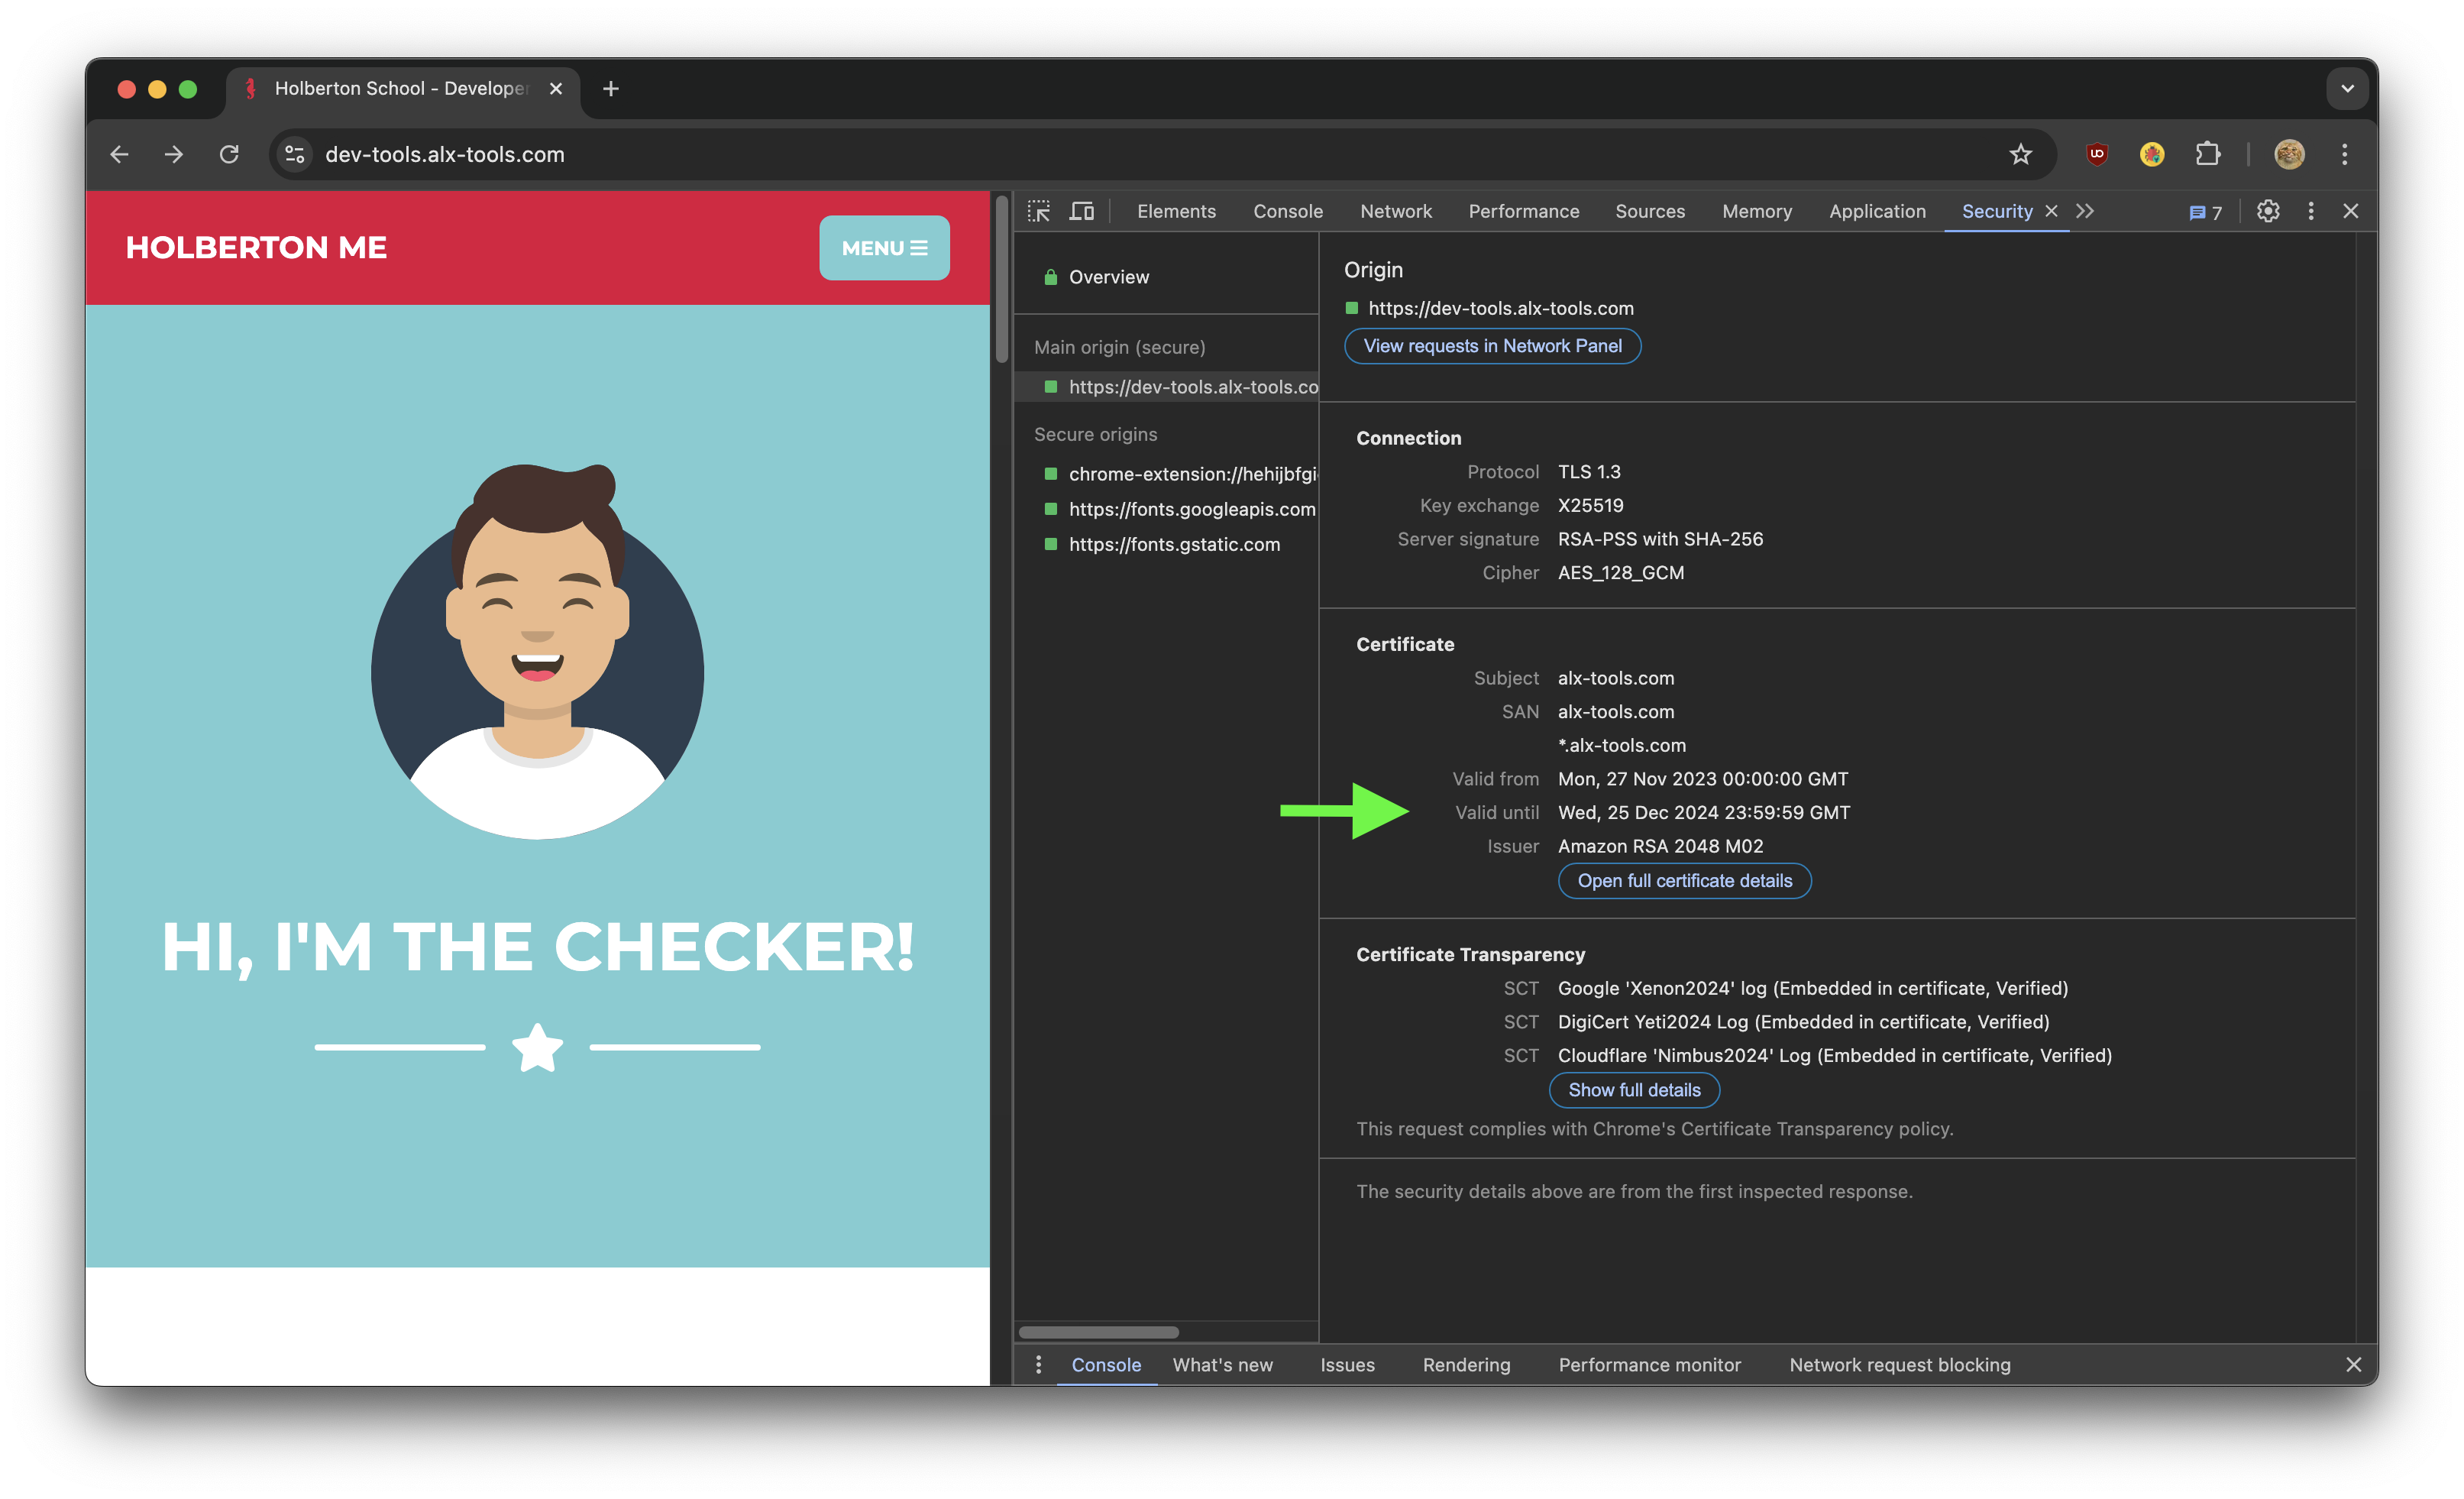 Holberton School - Developer
dev-tools.alx-tools.com
HOLBERTON ME
MENU
HI, I'M THE CHECKER!
Elements
Console
Network
Performance
Sources
Memory
Application
Security
7
Overview
Main origin (secure)
https://dev-tools.alx-tools.co
Secure origins
chrome-extension://hehijbfgi
https://fonts.googleapis.com
https://fonts.gstatic.com
Origin
https://dev-tools.alx-tools.com
View requests in Network Panel
Connection
Protocol TLS 1.3
Key exchange X25519
Server signature RSA-PSS with SHA-256
Cipher AES_128_GCM
Certificate
Subject alx-tools.com
SAN alx-tools.com
*.alx-tools.com
Valid from Mon, 27 Nov 2023 00:00:00 GMT
Valid until Wed, 25 Dec 2024 23:59:59 GMT
Issuer Amazon RSA 2048 M02
Open full certificate details
Certificate Transparency
SCT Google 'Xenon2024' log (Embedded in certificate, Verified)
SCT DigiCert Yeti2024 Log (Embedded in certificate, Verified)
SCT Cloudflare 'Nimbus2024' Log (Embedded in certificate, Verified)
Show full details
This request complies with Chrome's Certificate Transparency policy.
The security details above are from the first inspected response.
Console
What's new
Issues
Rendering
Performance monitor
Network request blocking